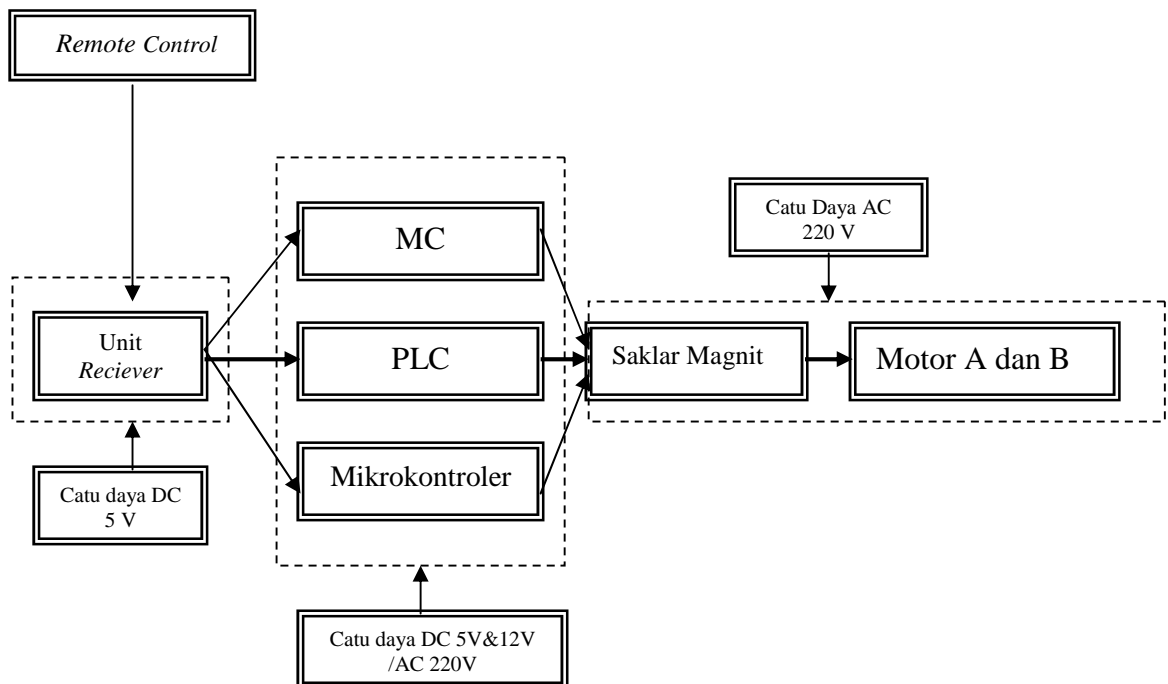 Remote Control
MC
Catu Daya AC
220 V
Unit
Reciever
PLC
Saklar Magnit
Motor A dan B
Mikrokontroler
Catu daya DC
5 V
Catu daya DC 5V&12V
/AC 220V